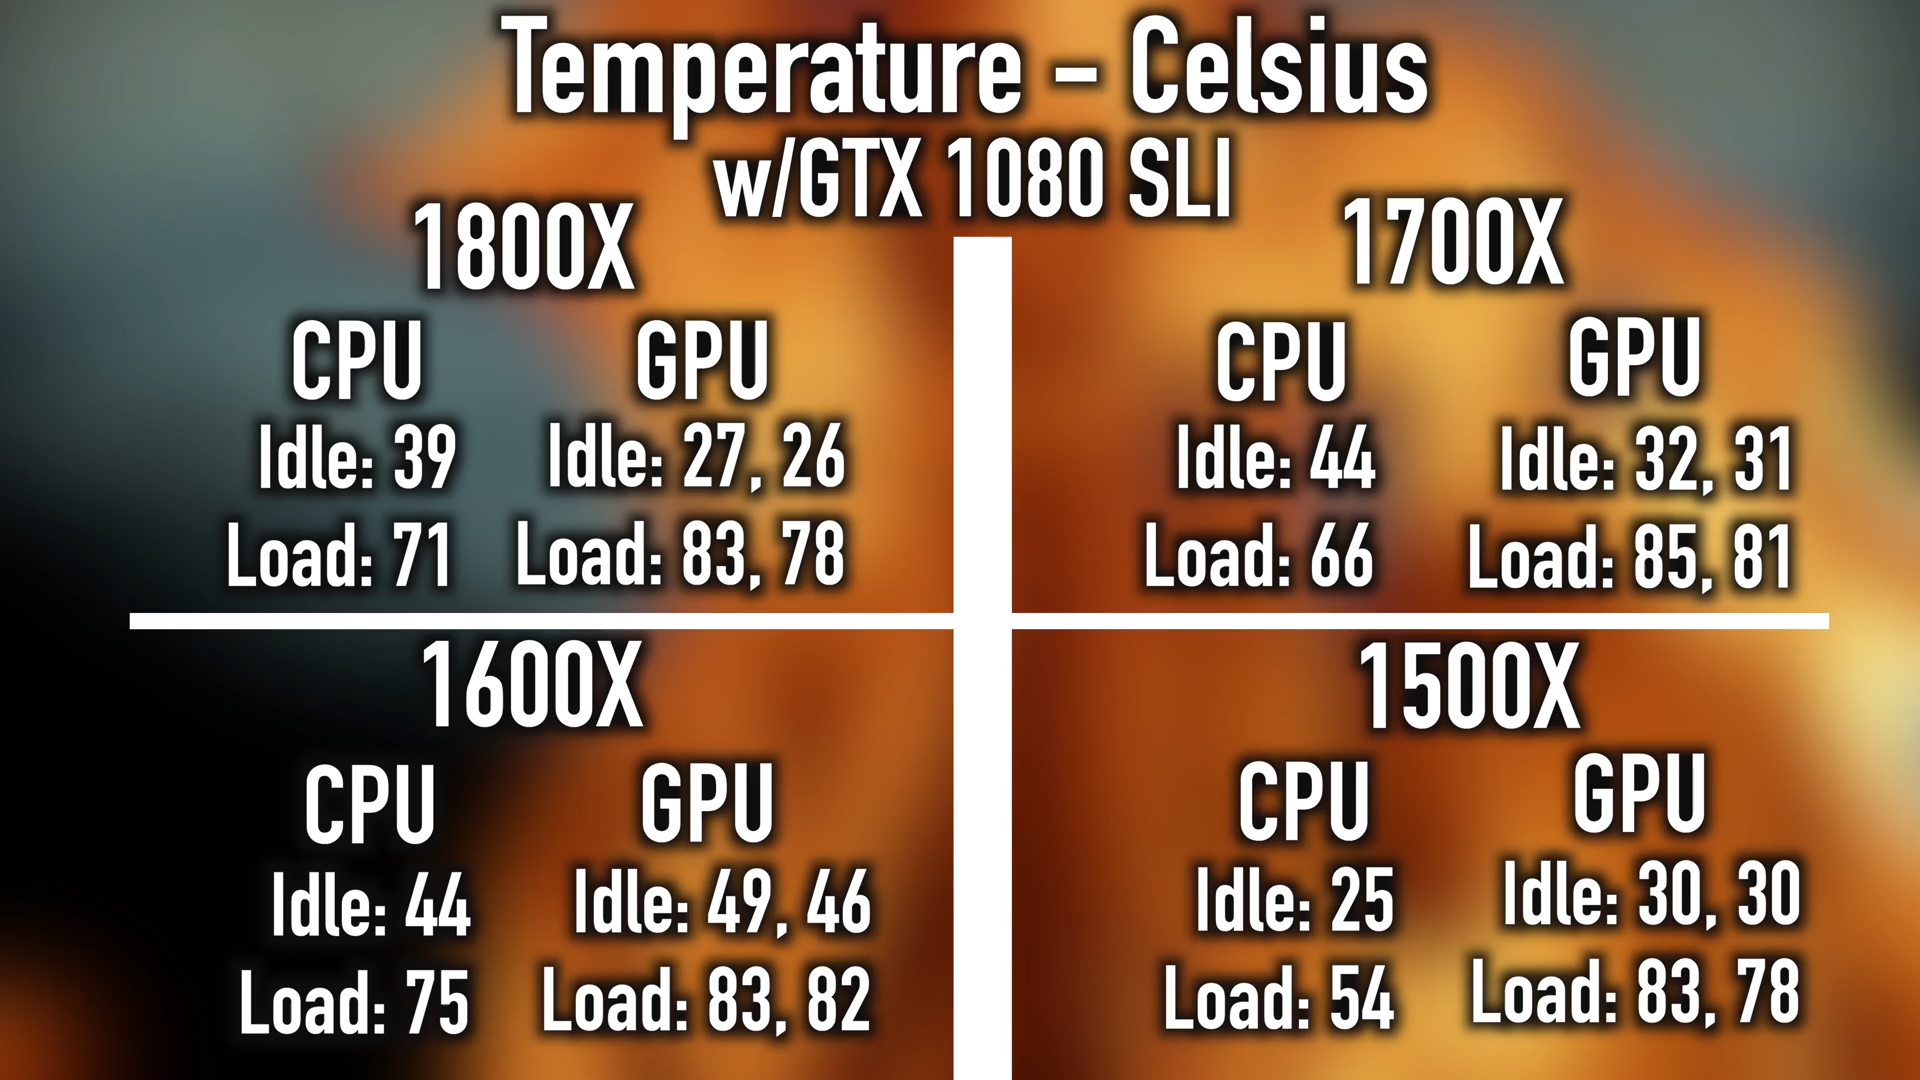 Temperature – Celsius
w/GTX 1080 SLI
1800X
CPU GPU
Idle: 39 Idle: 27, 26
Load: 71 Load: 83, 78
1700X
CPU GPU
Idle: 44 Idle: 32, 31
Load: 66 Load: 85, 81
1600X
CPU GPU
Idle: 44 Idle: 49, 46
Load: 75 Load: 83, 82
1500X
CPU GPU
Idle: 25 Idle: 30, 30
Load: 54 Load: 83, 78